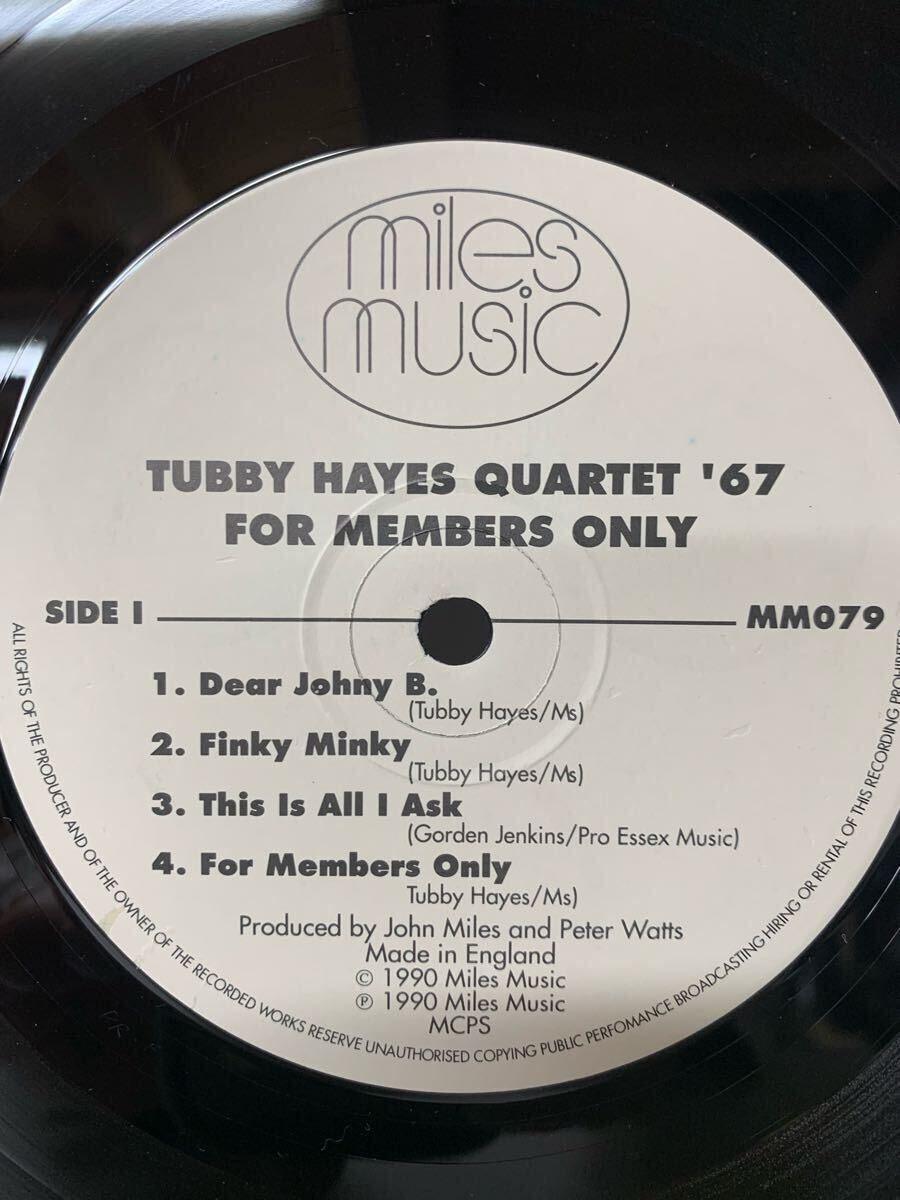 miles
music
TUBBY HAYES QUARTET '67
FOR MEMBERS ONLY
SIDE I
MM079
1. Dear Johny B.
(Tubby Hayes/Ms)
2. Finky Minky
(Tubby Hayes/Ms)
3. This Is All I Ask
(Gorden Jenkins/Pro Essex Music)
4. For Members Only
Tubby Hayes/Ms)
Produced by John Miles and Peter Watts
Made in England
© 1990 Miles Music
℗ 1990 Miles Music
MCPS
ALL RIGHTS OF THE PRODUCER AND OF THE OWNER OF THE RECORDED WORKS RESERVE UNAUTHORISED COPYING PUBLIC PERFOMANCE BROADCASTING HIRING OR RENTAL OF THIS RECORDING PROHIBITED